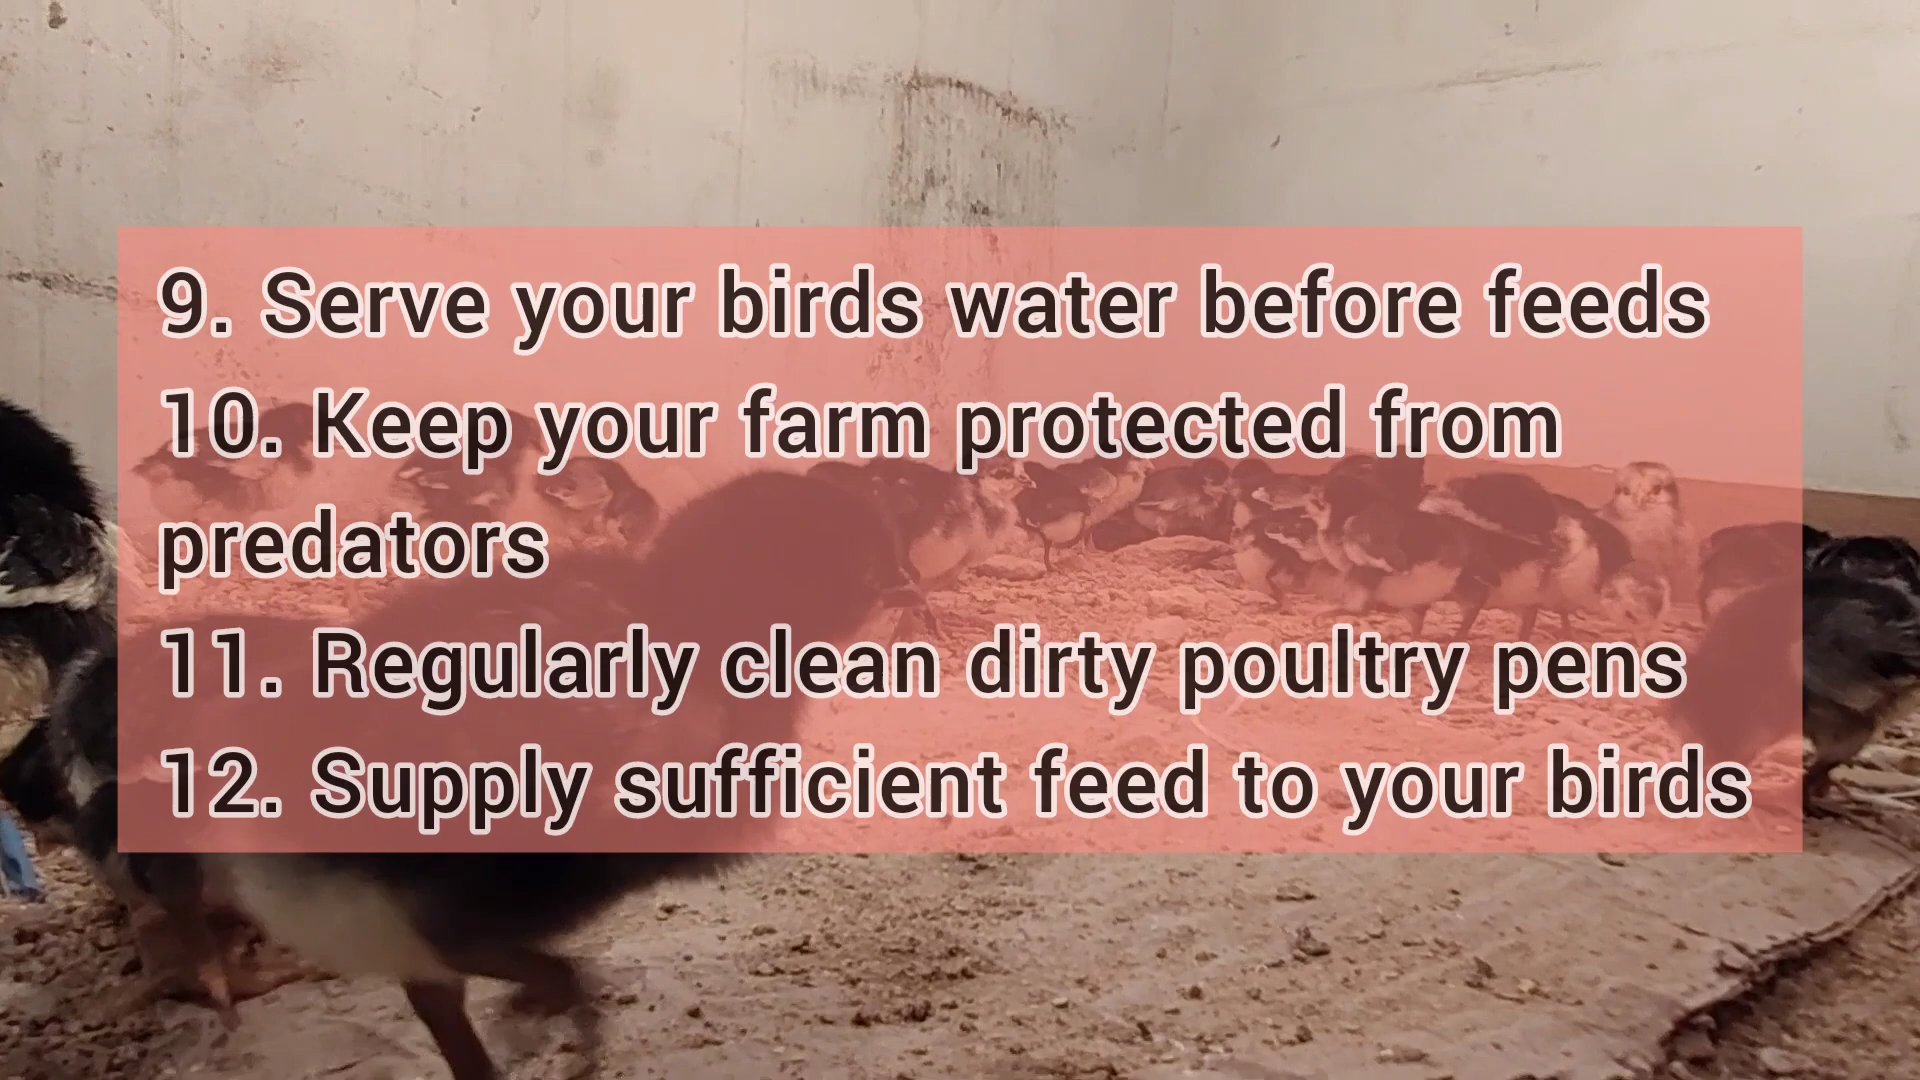 9. Serve your birds water before feeds
10. Keep your farm protected from
predators
11. Regularly clean dirty poultry pens
12. Supply sufficient feed to your birds